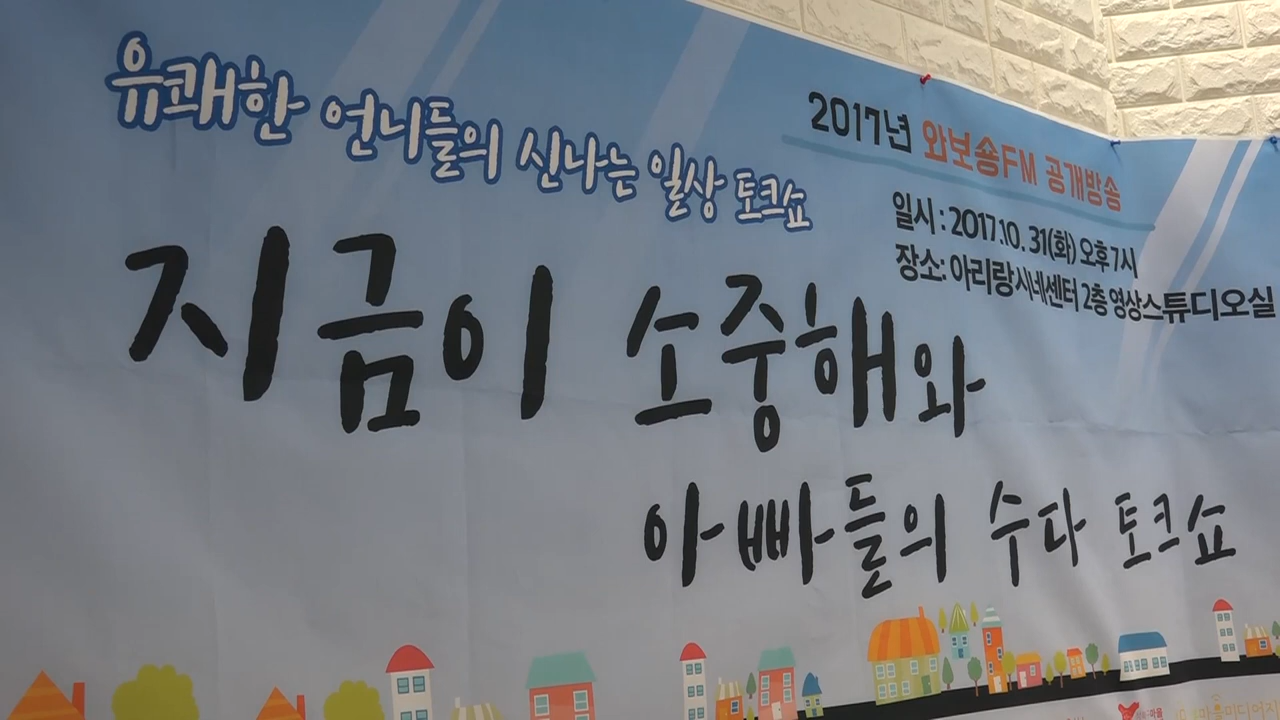 유쾌한 언니들의 신나는 일상 토크쇼
2017년 와보숑FM 공개방송
일시 : 2017.10. 31(화) 오후 7시
장소: 아리랑시네센터 2층 영상스튜디오실
지금이 소중해와
아빠들의 수다 토크쇼